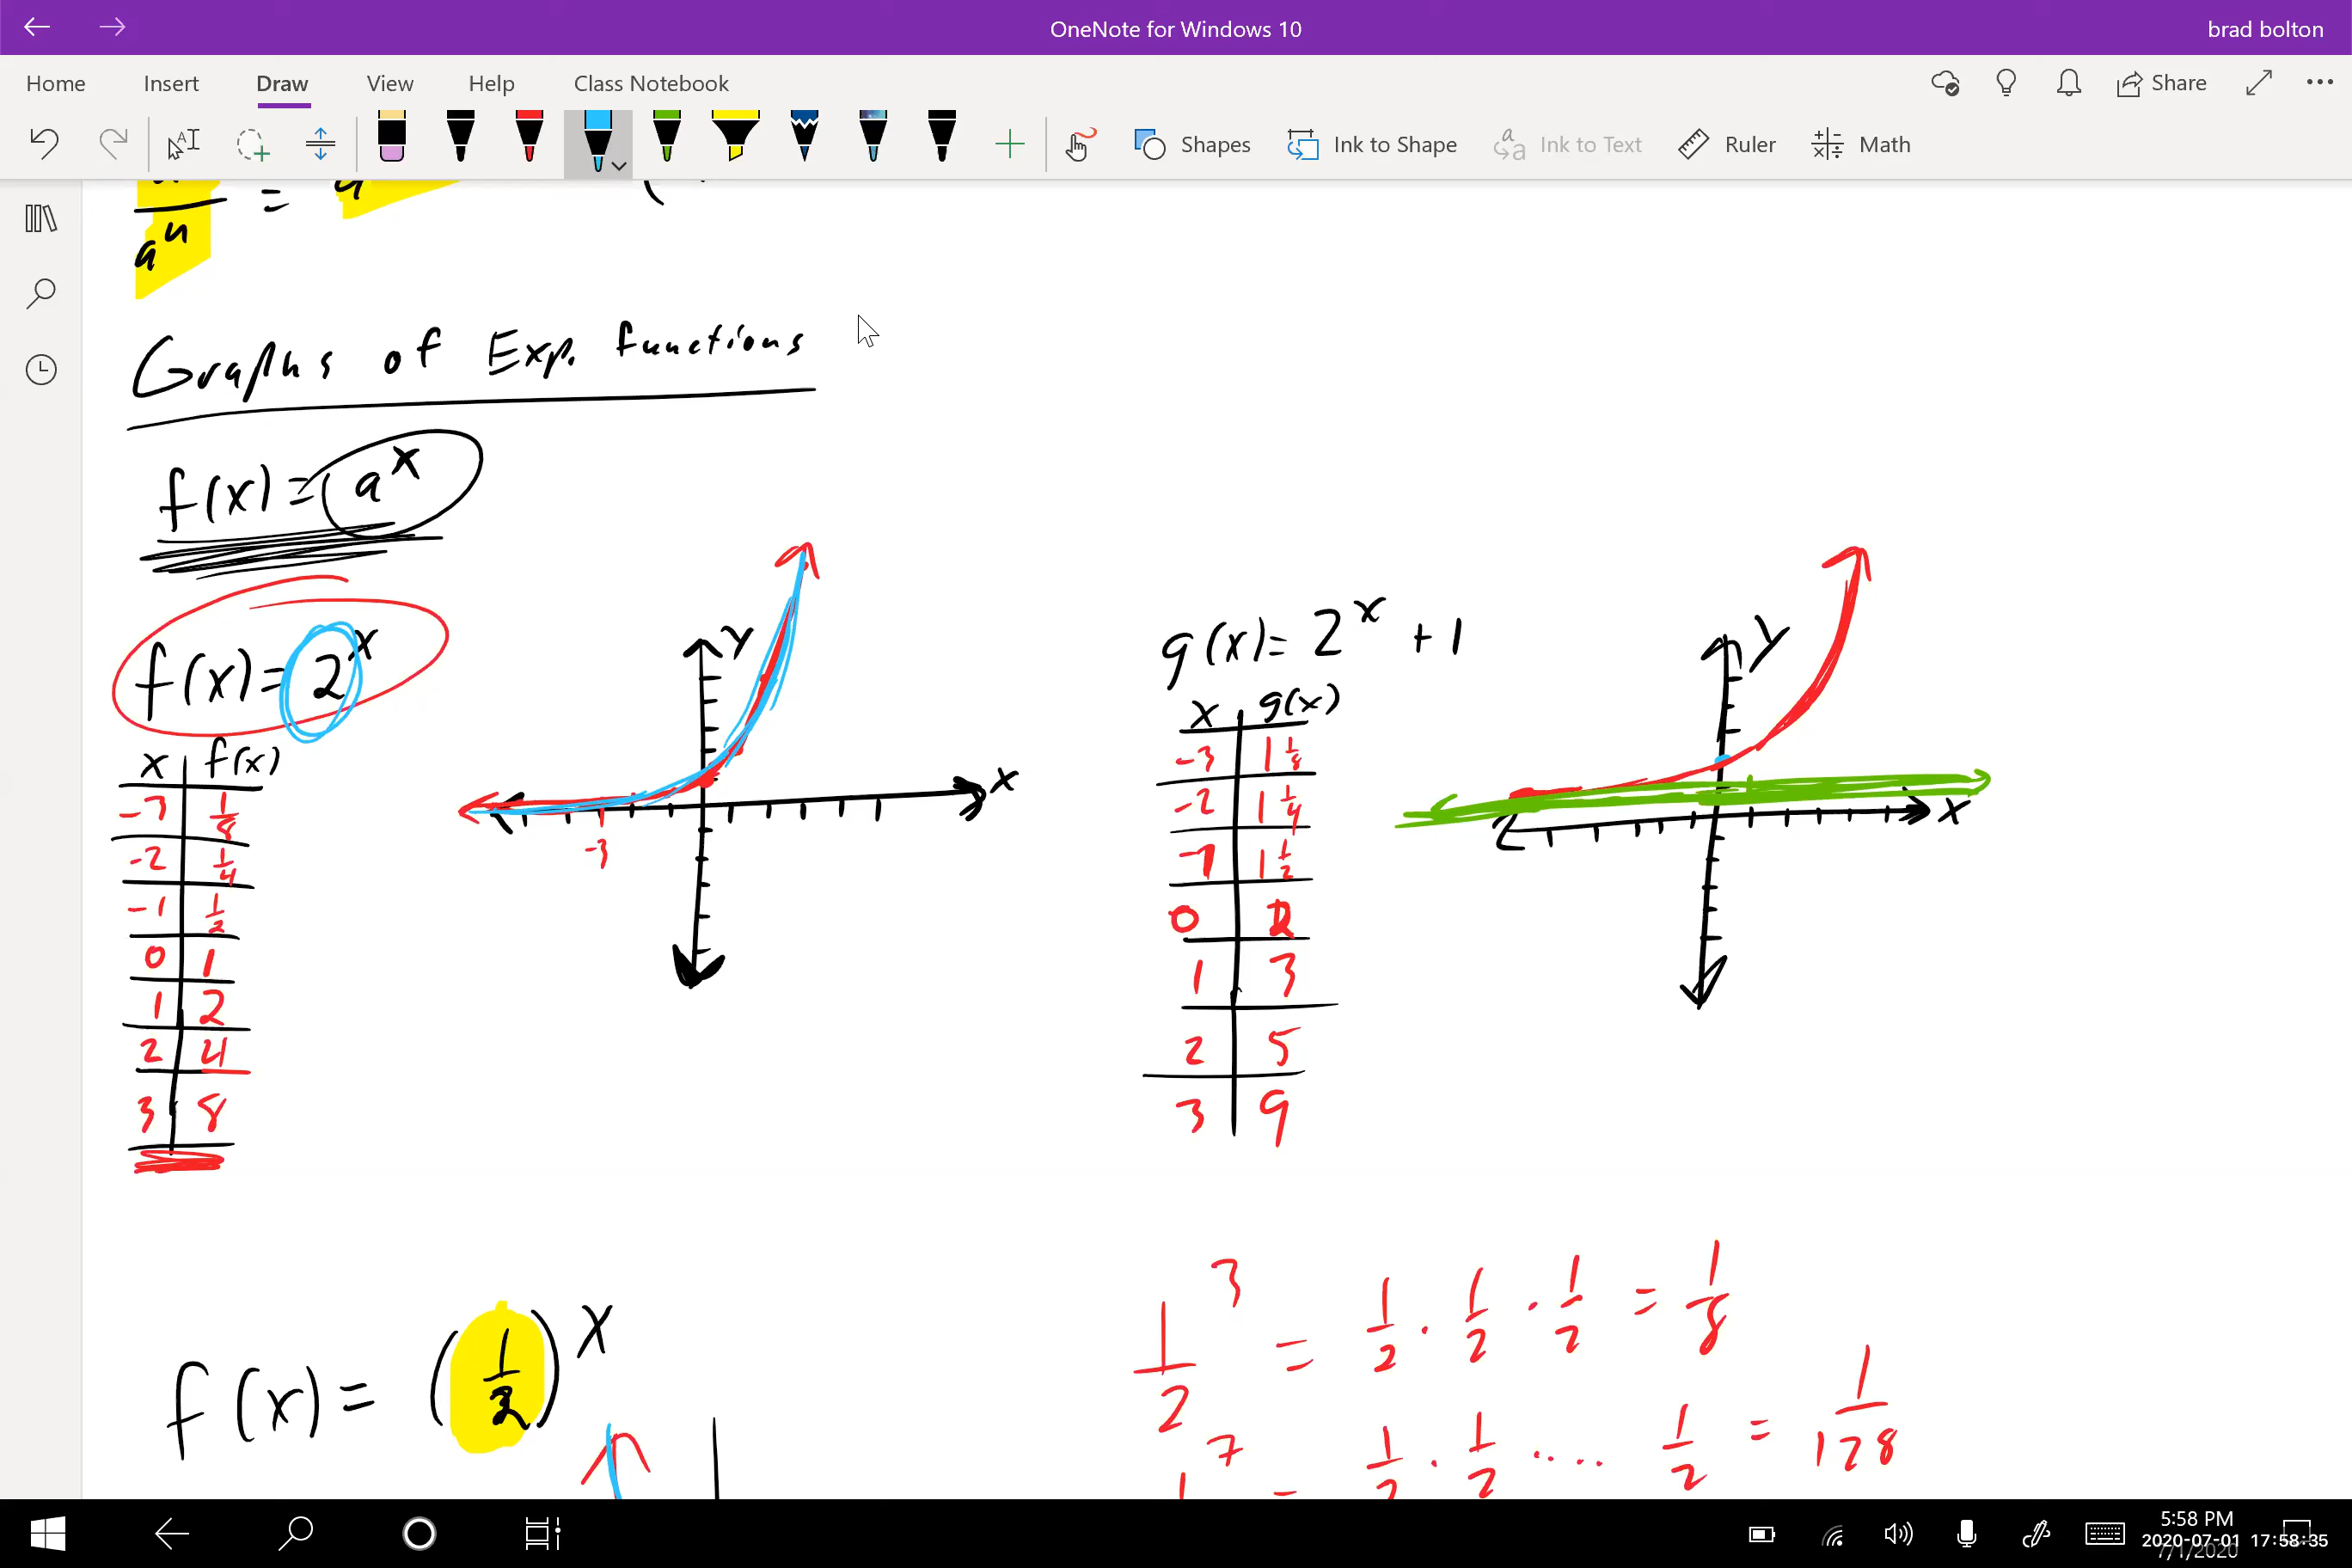 OneNote for Windows 10
brad bolton
Home Insert Draw View Help Class Notebook
Share
Shapes Ink to Shape Ink to Text Ruler Math
aⁿ
=
Graphs of Exp. functions
f(x) = a^x
f(x) = 2^x
x f(x)
-3 1/8
-2 1/4
-1 1/2
0 1
1 2
2 4
3 8
y
x
-3
g(x) = 2^x + 1
x g(x)
-3 1 1/8
-2 1 1/4
-1 1 1/2
0 2
1 3
2 5
3 9
y
x
f(x) = (1/2)^x
1/2^3 = 1/2 · 1/2 · 1/2 = 1/8
7 = 1/2 · 1/2 .... 1/2 = 1/128
5:58 PM
2020-07-01 17:58:35